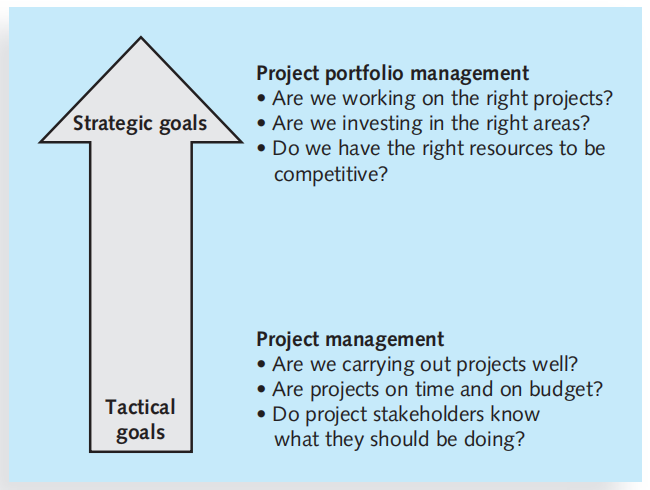 Strategic goals
Project portfolio management
• Are we working on the right projects?
• Are we investing in the right areas?
• Do we have the right resources to be
competitive?
Project management
• Are we carrying out projects well?
• Are projects on time and on budget?
• Do project stakeholders know
what they should be doing?
Tactical
goals